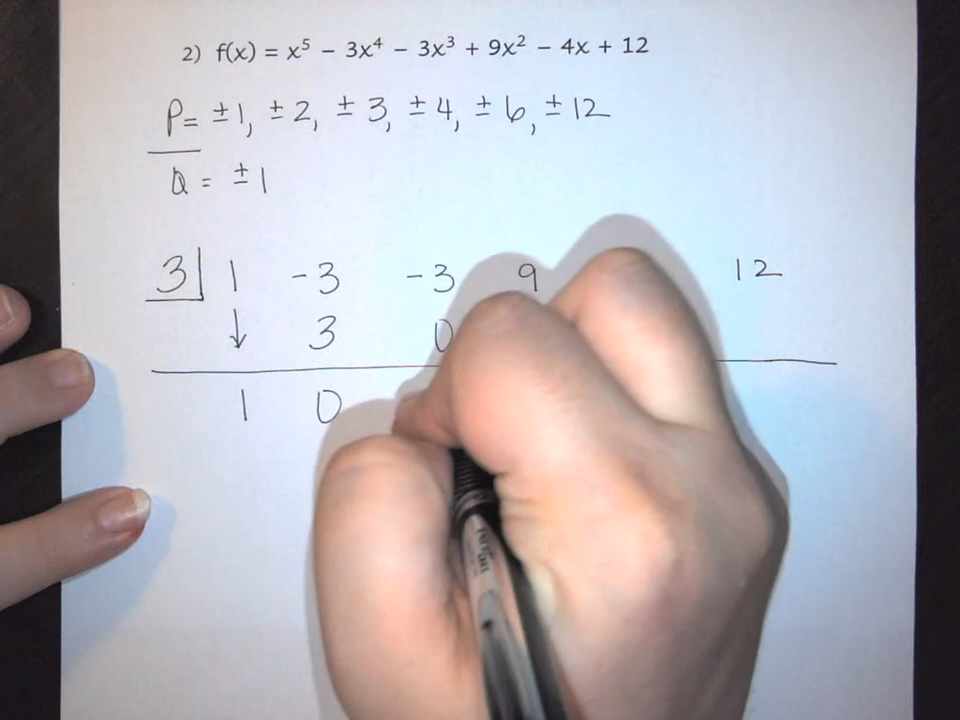 2) f(x) = x⁵ − 3x⁴ − 3x³ + 9x² − 4x + 12
P= ±1, ±2, ±3, ±4, ±6, ±12
Q = ±1
3 1 -3 -3 9 12
↓ 3 0
1 0